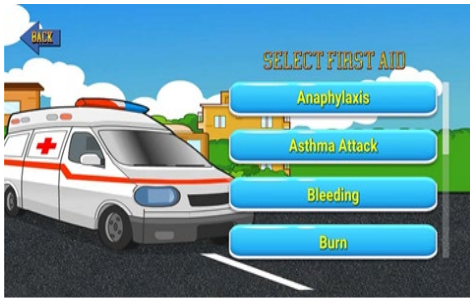 BACK
SELECT FIRST AID
Anaphylaxis
Asthma Attack
Bleeding
Burn